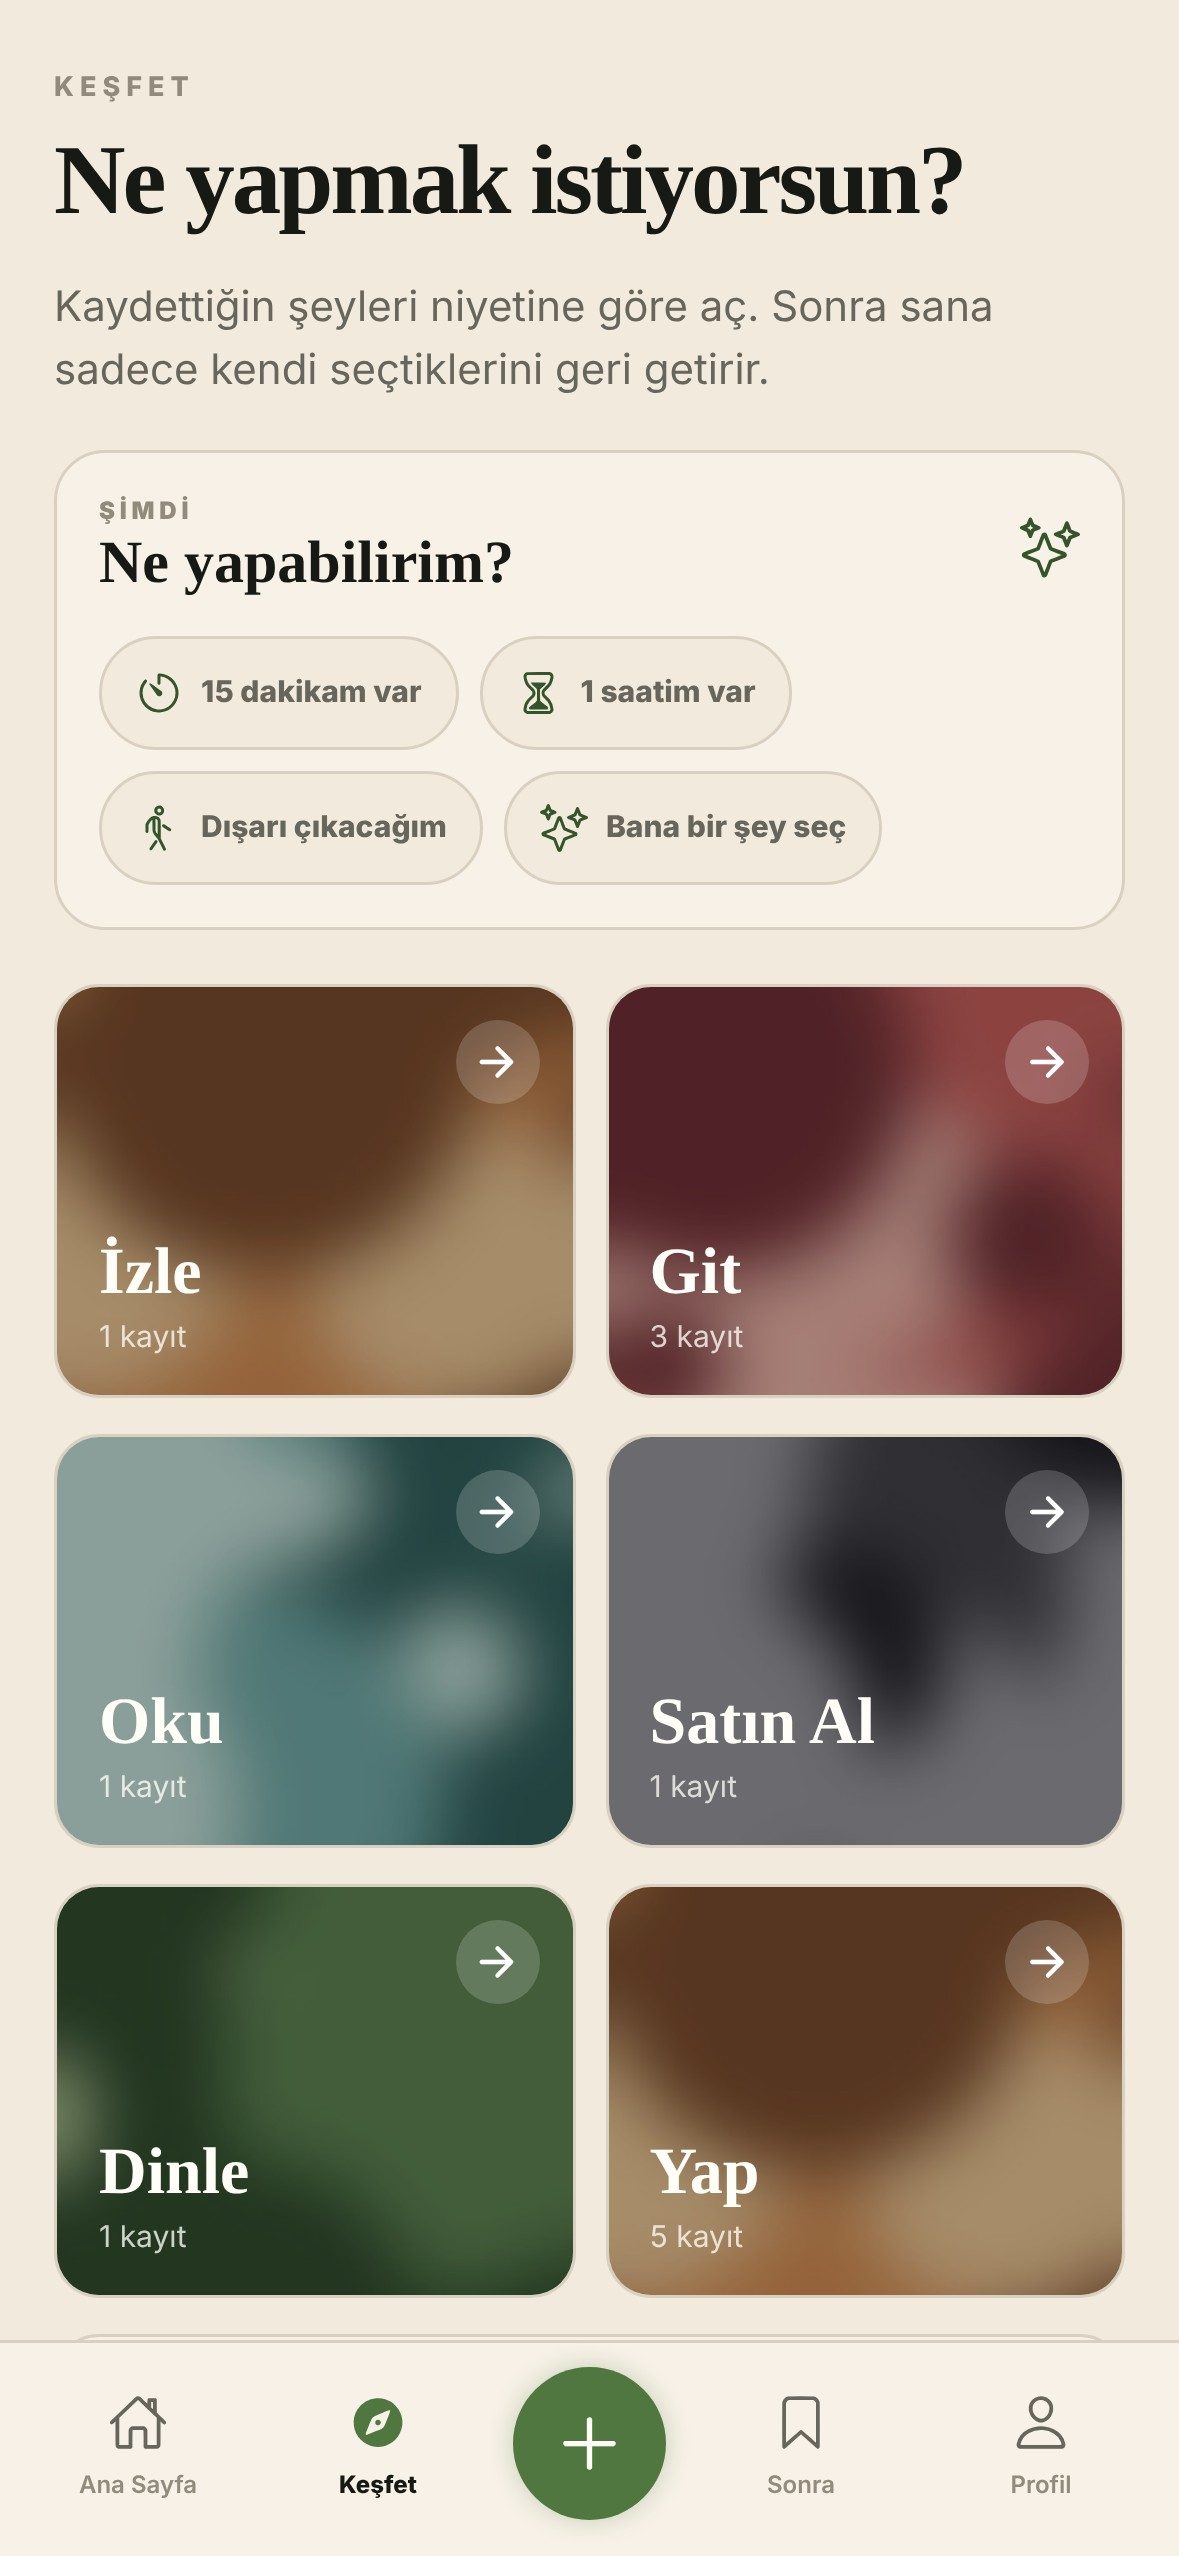 KEŞFET
Ne yapmak istiyorsun?
Kaydettiğin şeyleri niyetine göre aç. Sonra sana
sadece kendi seçtiklerini geri getirir.
ŞİMDİ
Ne yapabilirim?
15 dakikam var
1 saatim var
Dışarı çıkacağım
Bana bir şey seç
İzle
1 kayıt
Git
3 kayıt
Oku
1 kayıt
Satın Al
1 kayıt
Dinle
1 kayıt
Yap
5 kayıt
Ana Sayfa
Keşfet
Sonra
Profil